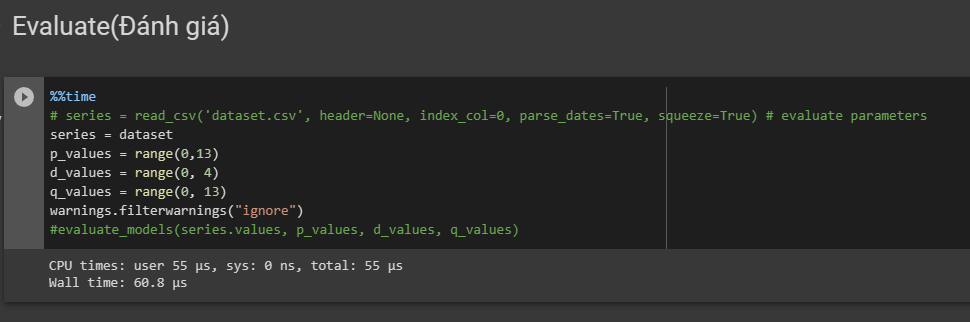 Evaluate(Đánh giá)
%%time
# series = read_csv('dataset.csv', header=None, index_col=0, parse_dates=True, squeeze=True) # evaluate parameters
series = dataset
p_values = range(0,13)
d_values = range(0, 4)
q_values = range(0, 13)
warnings.filterwarnings("ignore")
#evaluate_models(series.values, p_values, d_values, q_values)
CPU times: user 55 µs, sys: 0 ns, total: 55 µs
Wall time: 60.8 µs